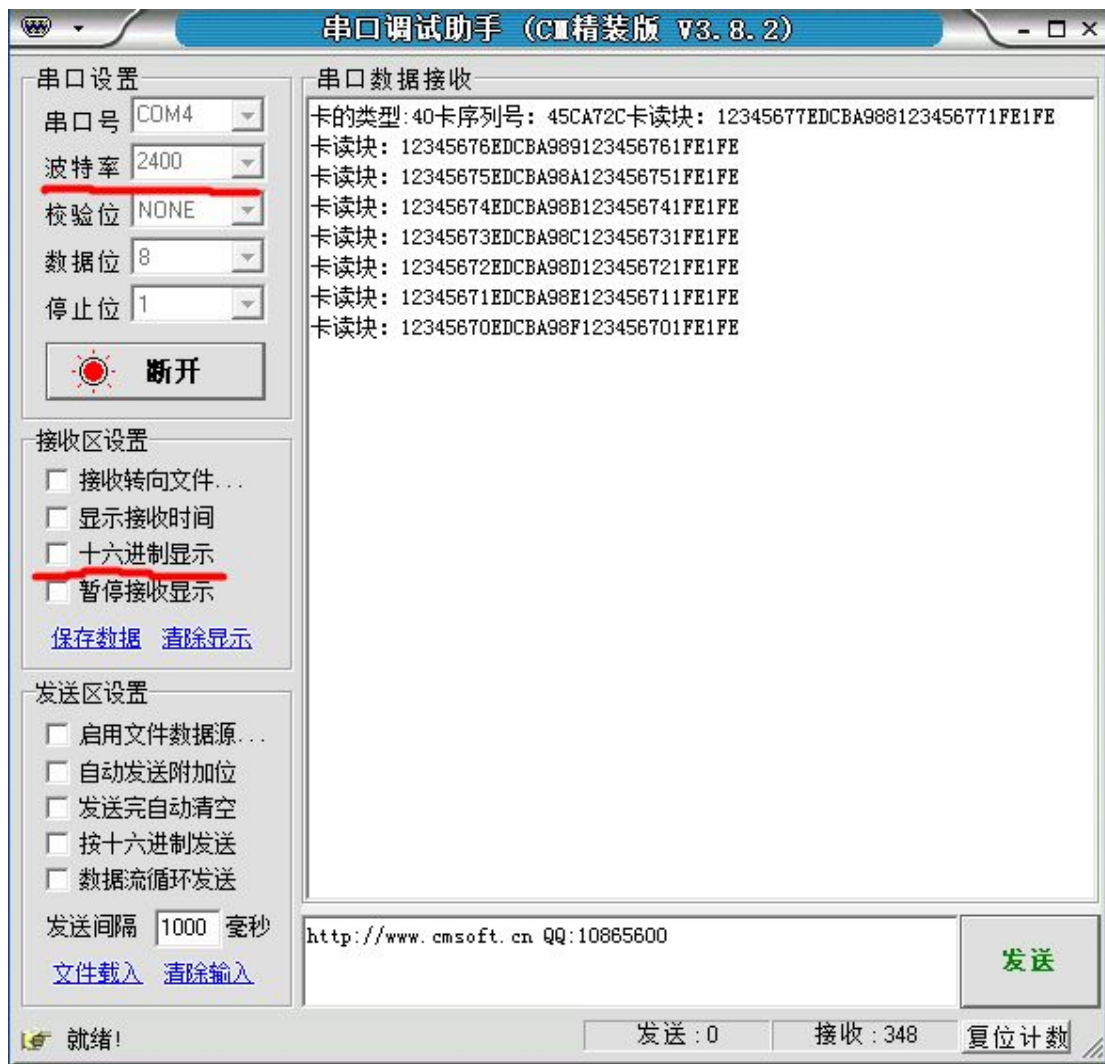 串口调试助手 (CM精装版 V3.8.2)
串口设置
串口号 COM4
波特率 2400
校验位 NONE
数据位 8
停止位 1
断开
接收区设置
接收转向文件...
显示接收时间
十六进制显示
暂停接收显示
保存数据 清除显示
发送区设置
启用文件数据源...
自动发送附加位
发送完自动清空
按十六进制发送
数据流循环发送
发送间隔 1000 毫秒
文件载入 清除输入
串口数据接收
卡的类型:40卡序列号: 45CA72C卡读块: 12345677EDCBA988123456771FE1FE
卡读块: 12345676EDCBA989123456761FE1FE
卡读块: 12345675EDCBA98A123456751FE1FE
卡读块: 12345674EDCBA98B123456741FE1FE
卡读块: 12345673EDCBA98C123456731FE1FE
卡读块: 12345672EDCBA98D123456721FE1FE
卡读块: 12345671EDCBA98E123456711FE1FE
卡读块: 12345670EDCBA98F123456701FE1FE
http://www.cmsoft.cn QQ:10865600
发送
就绪!
发送:0
接收:348
复位计数